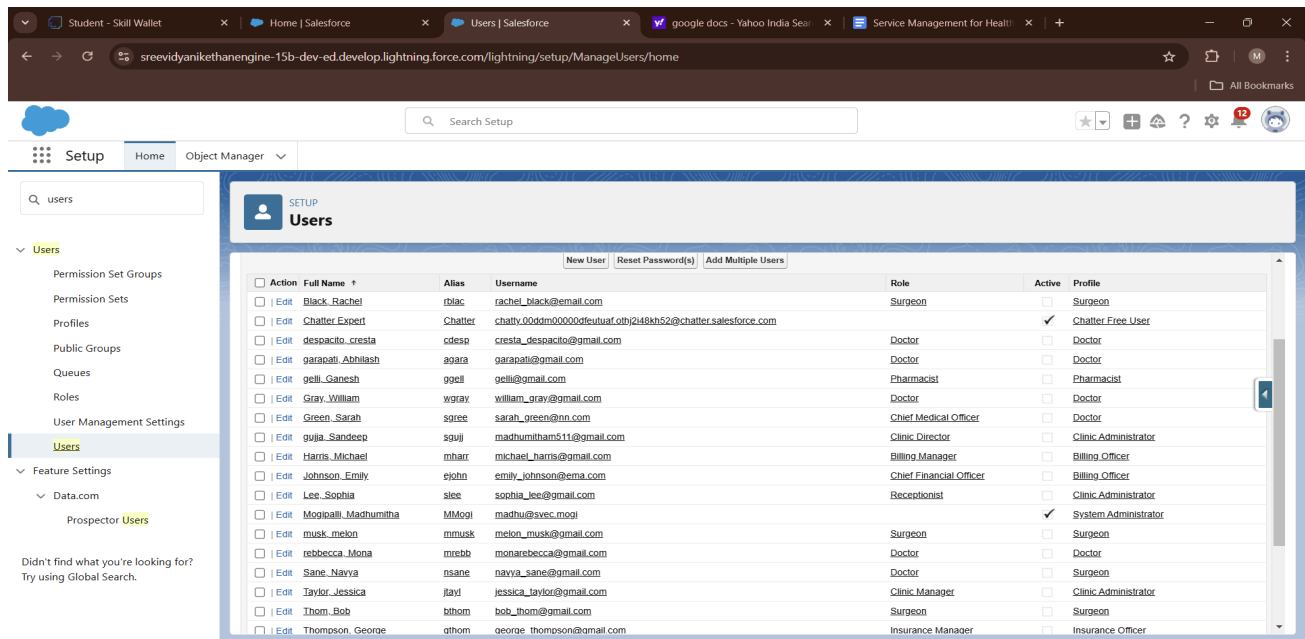 Student - Skill Wallet
Home | Salesforce
Users | Salesforce
google docs - Yahoo India Sear
Service Management for Health
sreevidyanikethanengine-15b-dev-ed.develop.lightning.force.com/lightning/setup/ManageUsers/home
M
All Bookmarks
Search Setup
12
Setup Home Object Manager
users
Users
Permission Set Groups
Permission Sets
Profiles
Public Groups
Queues
Roles
User Management Settings
Users
Feature Settings
Data.com
Prospector Users
Didn't find what you're looking for?
Try using Global Search.
SETUP
Users
New User Reset Password(s) Add Multiple Users
Action Full Name ↑ Alias Username Role Active Profile
| Edit Black, Rachel rblac rachel_black@email.com Surgeon Surgeon
| Edit Chatter Expert Chatter chatty.00ddm00000dfeutuaf.othj2i48kh52@chatter.salesforce.com ✓ Chatter Free User
| Edit despacito, cresta cdesp cresta_despacito@gmail.com Doctor Doctor
| Edit garapati, Abhilash agara garapati@gmail.com Doctor Doctor
| Edit gelli, Ganesh ggell gelli@gmail.com Pharmacist Pharmacist
| Edit Gray, William wgray william_gray@gmail.com Doctor Doctor
| Edit Green, Sarah sgree sarah_green@nn.com Chief Medical Officer Doctor
| Edit gujja, Sandeep sgujj madhumitham511@gmail.com Clinic Director Clinic Administrator
| Edit Harris, Michael mharr michael_harris@gmail.com Billing Manager Billing Officer
| Edit Johnson, Emily ejohn emily_johnson@ema.com Chief Financial Officer Billing Officer
| Edit Lee, Sophia slee sophia_lee@gmail.com Receptionist Clinic Administrator
| Edit Mogipalli, Madhumitha MMogi madhu@svec.mogi ✓ System Administrator
| Edit musk, melon mmusk melon_musk@gmail.com Surgeon Surgeon
| Edit rebbecca, Mona mrebb monarebecca@gmail.com Doctor Doctor
| Edit Sane, Navya nsane navya_sane@gmail.com Doctor Surgeon
| Edit Taylor, Jessica jtayl jessica_taylor@gmail.com Clinic Manager Clinic Administrator
| Edit Thom, Bob bthom bob_thom@gmail.com Surgeon Surgeon
| Edit Thompson, George gthom george_thompson@gmail.com Insurance Manager Insurance Officer